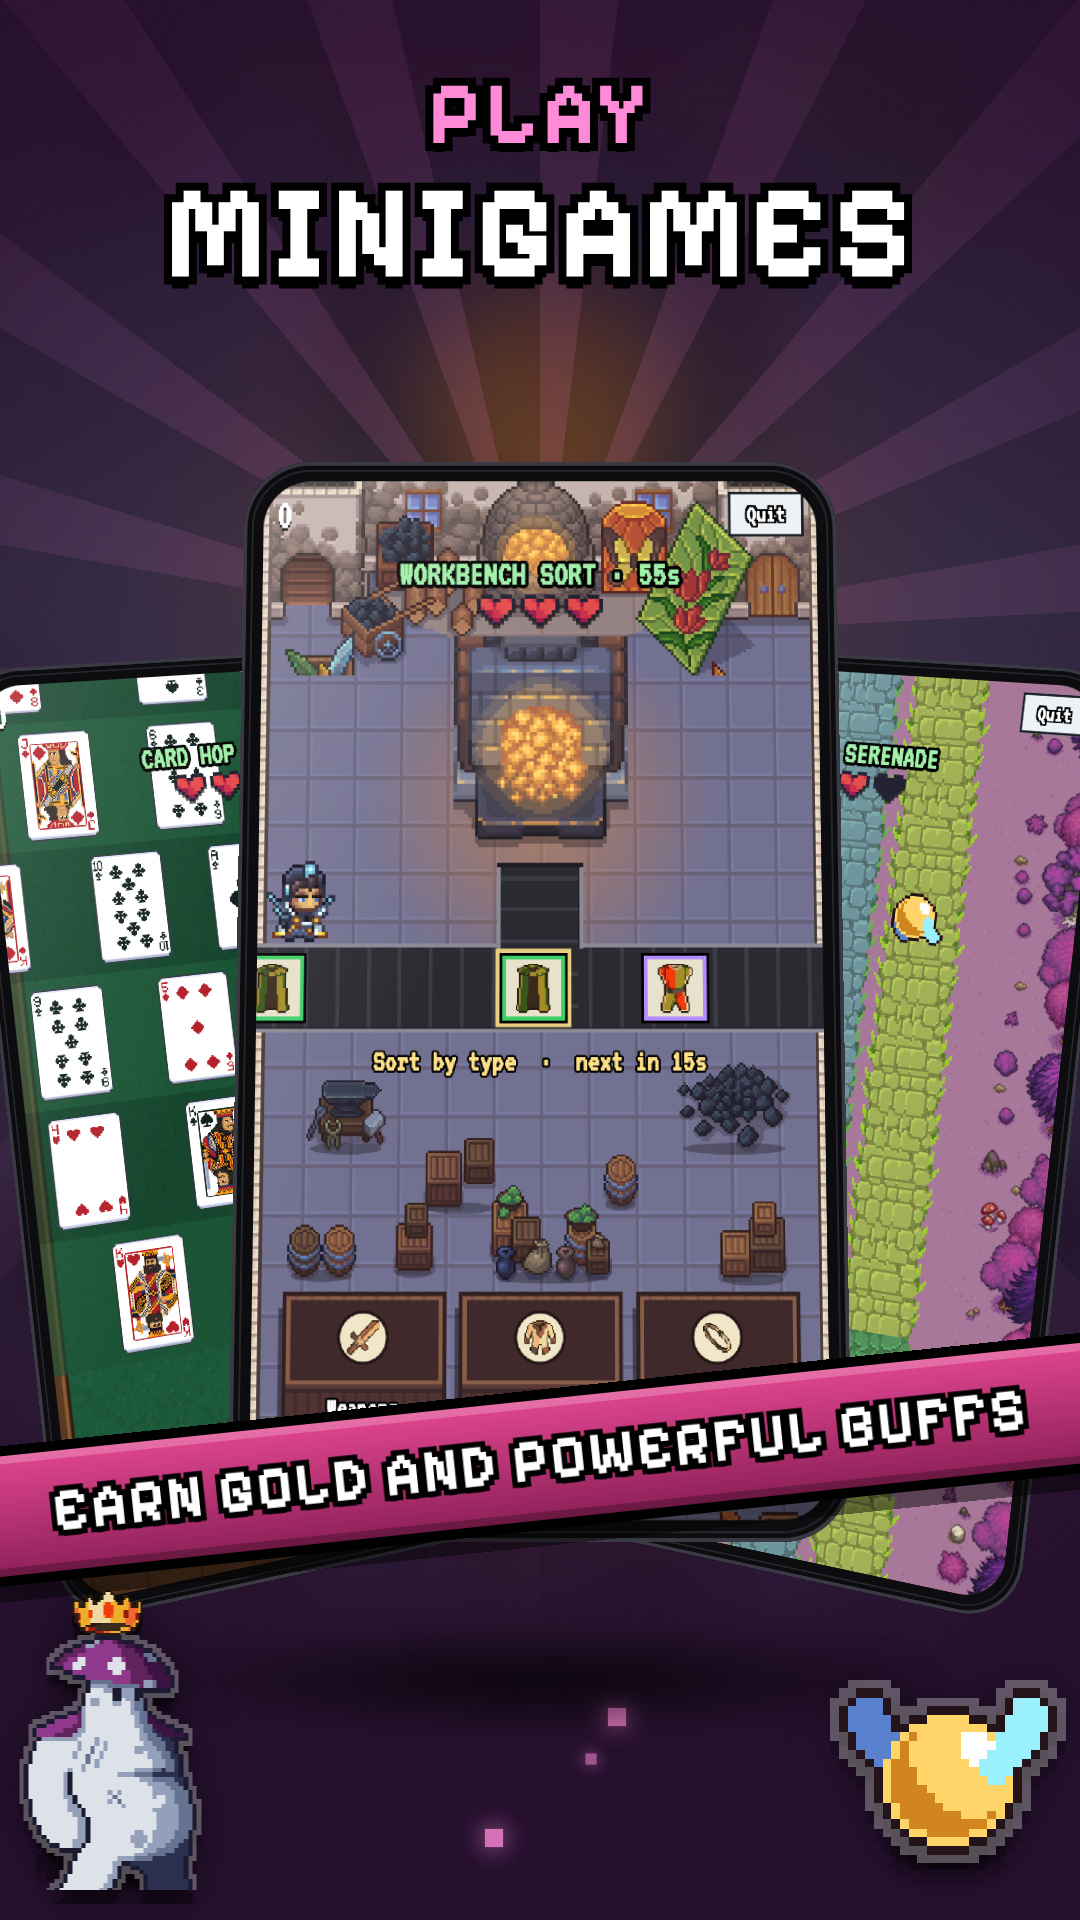 PLAY
MINIGAMES
0
Quit
WORKBENCH SORT · 55s
Quit
CARD HOP
SERENADE
Sort by type · next in 15s
EARN GOLD AND POWERFUL BUFFS